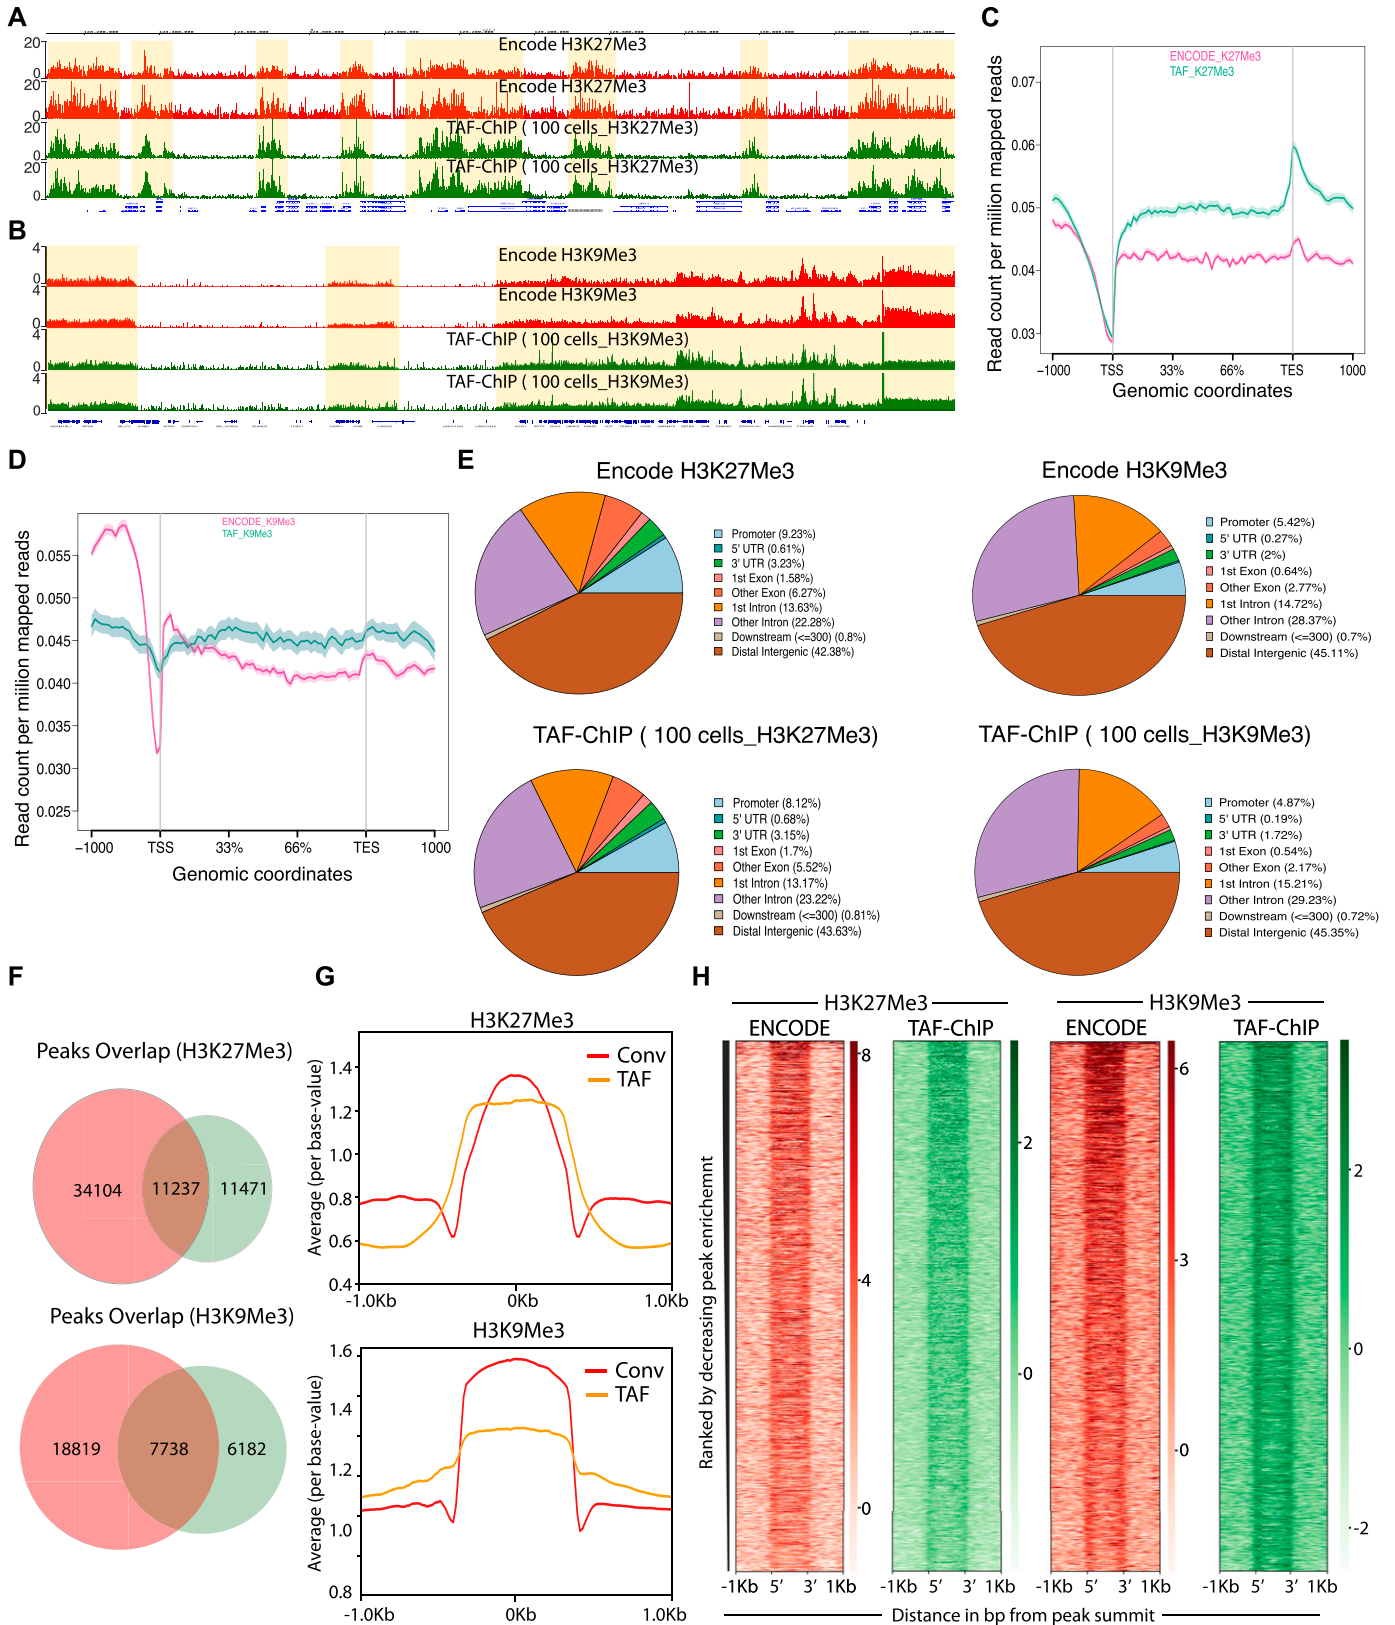 A
20
0
Encode H3K27Me3
20
0
Encode H3K27Me3
20
0
TAF-ChIP ( 100 cells_H3K27Me3)
20
0
TAF-ChIP ( 100 cells_H3K27Me3)
B
4
0
Encode H3K9Me3
4
0
Encode H3K9Me3
4
0
TAF-ChIP ( 100 cells_H3K9Me3)
4
0
TAF-ChIP ( 100 cells_H3K9Me3)
C
ENCODE_K27Me3
TAF_K27Me3
Read count per miilion mapped reads
0.07
0.06
0.05
0.04
0.03
−1000 TSS 33% 66% TES 1000
Genomic coordinates
D
ENCODE_K9Me3
TAF_K9Me3
Read count per miilion mapped reads
0.055
0.050
0.045
0.040
0.035
0.030
0.025
−1000 TSS 33% 66% TES 1000
Genomic coordinates
E
Encode H3K27Me3
Promoter (9.23%)
5' UTR (0.61%)
3' UTR (3.23%)
1st Exon (1.58%)
Other Exon (6.27%)
1st Intron (13.63%)
Other Intron (22.28%)
Downstream (<=300) (0.8%)
Distal Intergenic (42.38%)
Encode H3K9Me3
Promoter (5.42%)
5' UTR (0.27%)
3' UTR (2%)
1st Exon (0.64%)
Other Exon (2.77%)
1st Intron (14.72%)
Other Intron (28.37%)
Downstream (<=300) (0.7%)
Distal Intergenic (45.11%)
TAF-ChIP ( 100 cells_H3K27Me3)
Promoter (8.12%)
5' UTR (0.68%)
3' UTR (3.15%)
1st Exon (1.7%)
Other Exon (5.52%)
1st Intron (13.17%)
Other Intron (23.22%)
Downstream (<=300) (0.81%)
Distal Intergenic (43.63%)
TAF-ChIP ( 100 cells_H3K9Me3)
Promoter (4.87%)
5' UTR (0.19%)
3' UTR (1.72%)
1st Exon (0.54%)
Other Exon (2.17%)
1st Intron (15.21%)
Other Intron (29.23%)
Downstream (<=300) (0.72%)
Distal Intergenic (45.35%)
F
Peaks Overlap (H3K27Me3)
34104 11237 11471
Peaks Overlap (H3K9Me3)
18819 7738 6182
G
H3K27Me3
Conv
TAF
Average (per base-value)
1.4
1.2
1.0
0.8
0.6
0.4
-1.0Kb 0Kb 1.0Kb
H3K9Me3
Conv
TAF
Average (per base-value)
1.6
1.4
1.2
1.0
0.8
-1.0Kb 0Kb 1.0Kb
H
H3K27Me3 H3K9Me3
ENCODE TAF-ChIP ENCODE TAF-ChIP
Ranked by decreasing peak enrichemnt
8
4
0
2
0
6
3
0
2
0
-2
-1Kb 5′ 3′ 1Kb -1Kb 5′ 3′ 1Kb -1Kb 5′ 3′ 1Kb -1Kb 5′ 3′ 1Kb
Distance in bp from peak summit